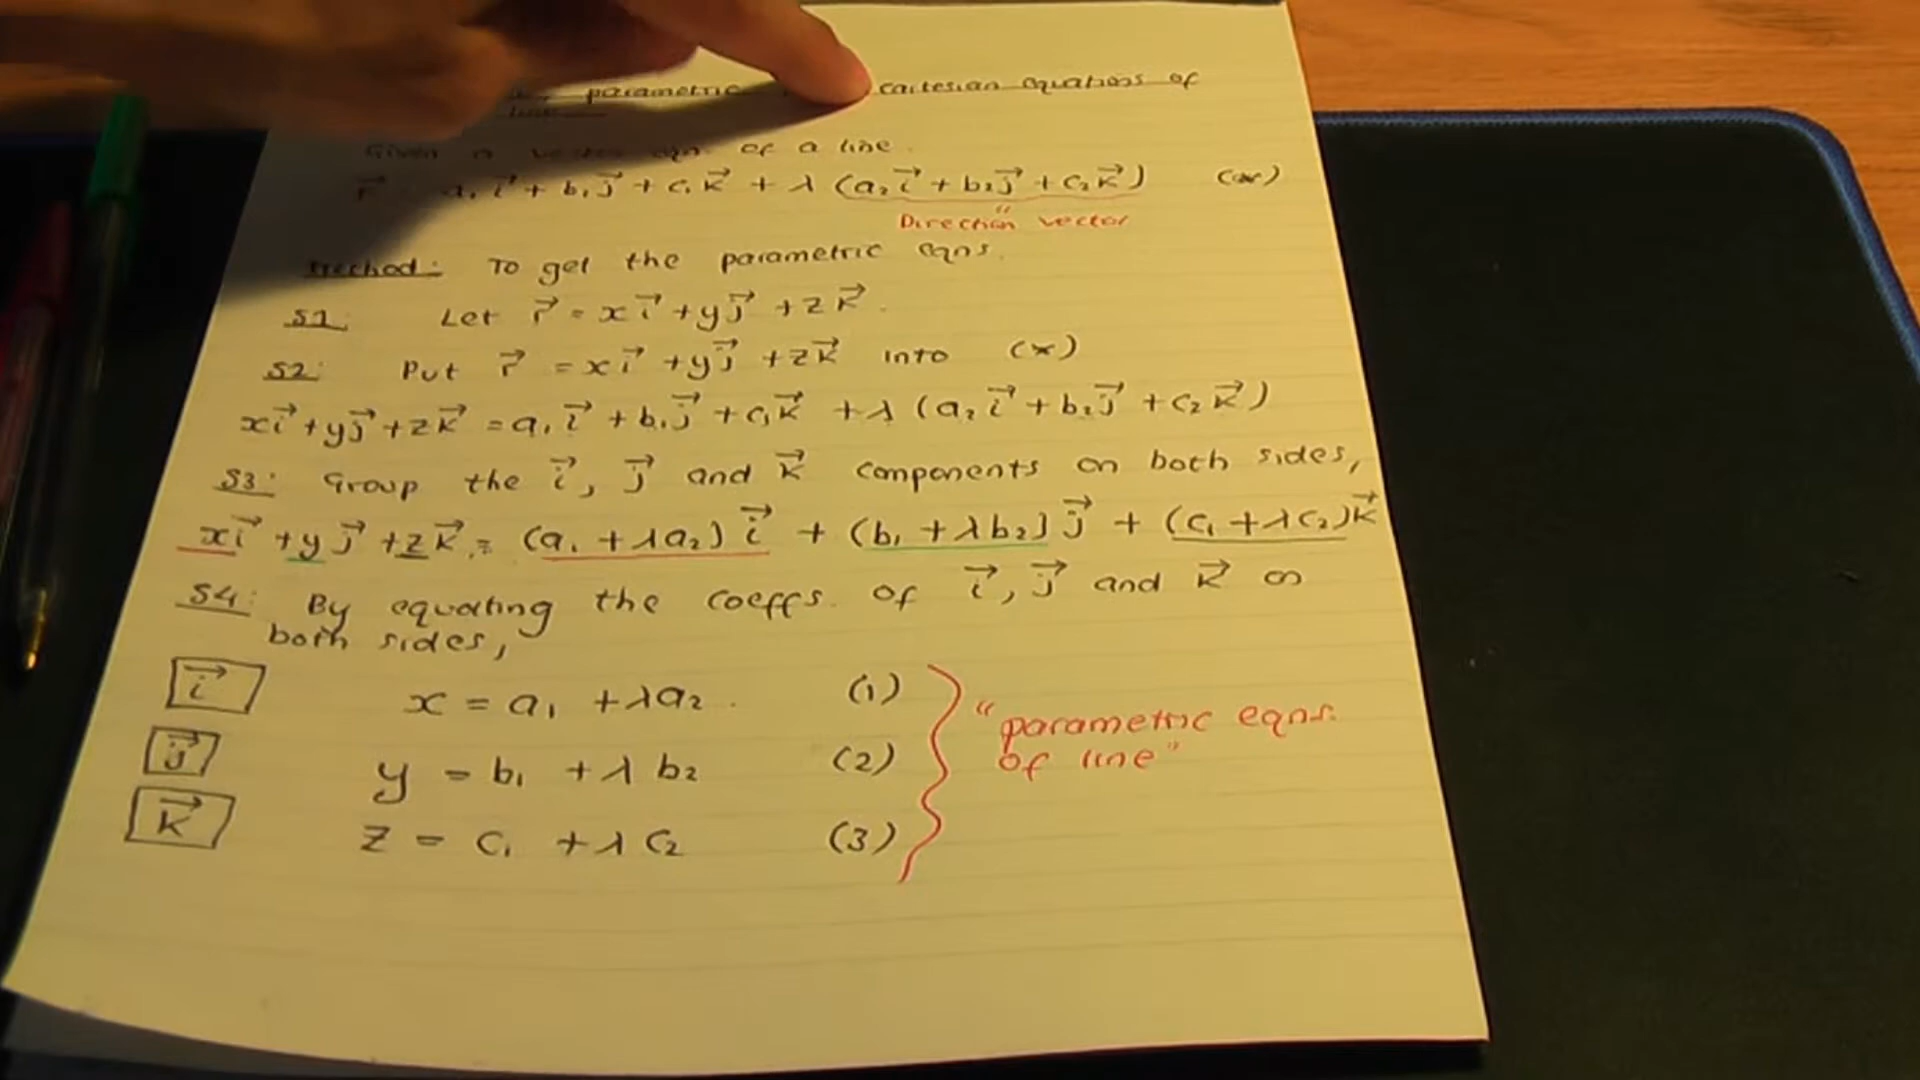 parametric cartesian equations of
line
Given a vector eqn. of a line.
r⃗ = a₁i⃗ + b₁j⃗ + c₁k⃗ + λ (a₂i⃗ + b₂j⃗ + c₂k⃗) (*)
"Direction vector
Method: To get the parametric eqns.
S1: Let r⃗ = xi⃗ + yj⃗ + zk⃗.
S2: Put r⃗ = xi⃗ + yj⃗ + zk⃗ into (*)
xi⃗ + yj⃗ + zk⃗ = a₁i⃗ + b₁j⃗ + c₁k⃗ + λ (a₂i⃗ + b₂j⃗ + c₂k⃗)
S3: Group the i⃗, j⃗ and k⃗ components on both sides,
xi⃗ + yj⃗ + zk⃗ = (a₁ + λa₂) i⃗ + (b₁ + λb₂) j⃗ + (c₁ + λc₂)k⃗
S4: By equating the coeffs. of i⃗, j⃗ and k⃗ on
both sides,
i⃗ x = a₁ + λa₂. (1)
j⃗ y = b₁ + λ b₂ (2)
k⃗ z = c₁ + λ c₂ (3)
"parametric eqns.
of line"